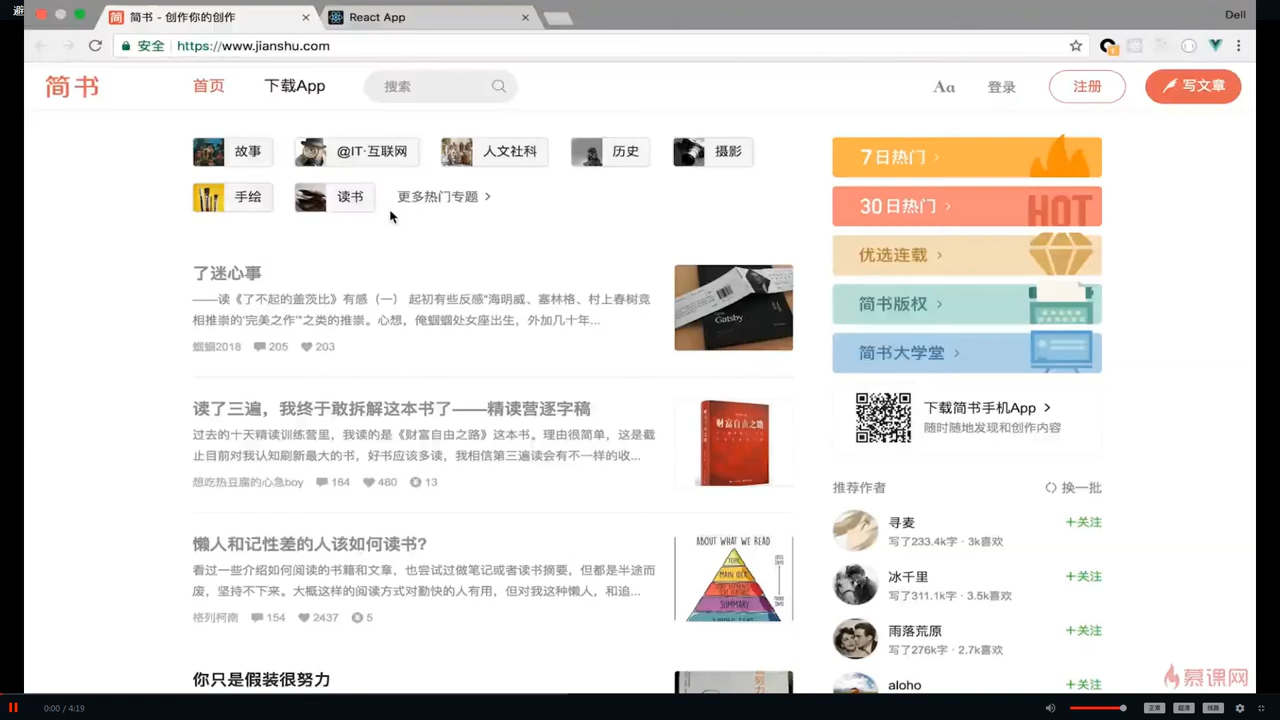 避
简书 - 创作你的创作
React App
Dell
安全 https://www.jianshu.com
简书
首页
下载App
搜索
Aa
登录
注册
写文章
故事
@IT·互联网
人文社科
历史
摄影
手绘
读书
更多热门专题 >
7日热门 >
30日热门 >
HOT
优选连载 >
简书版权 >
简书大学堂 >
下载简书手机App >
随时随地发现和创作内容
了迷心事
——读《了不起的盖茨比》有感（一） 起初有些反感“海明威、塞林格、村上春树竞
相推崇的‘完美之作’”之类的推崇。心想，俺蝈蝈处女座出生，外加几十年...
蝈蝈2018 205 203
Gatsby
读了三遍，我终于敢拆解这本书了——精读营逐字稿
过去的十天精读训练营里，我读的是《财富自由之路》这本书。理由很简单，这是截
止目前对我认知刷新最大的书，好书应该多读，我相信第三遍读会有不一样的收...
想吃热豆腐的心急boy 184 480 13
财富自由之路
懒人和记性差的人该如何读书?
看过一些介绍如何阅读的书籍和文章，也尝试过做笔记或者读书摘要，但都是半途而
废，坚持不下来。大概这样的阅读方式对勤快的人有用，但对我这种懒人，和追...
格列柯南 154 2437 5
ABOUT WHAT WE READ
TOPIC
MAIN IDEA
SUMMARY
你只是假装很努力
推荐作者
换一批
寻麦
+关注
写了233.4k字 · 3k喜欢
冰千里
+关注
写了311.1k字 · 3.5k喜欢
雨落荒原
+关注
写了276k字 · 2.7k喜欢
aloho
+关注
慕课网
0:00 / 4:19
正常
超清
线路